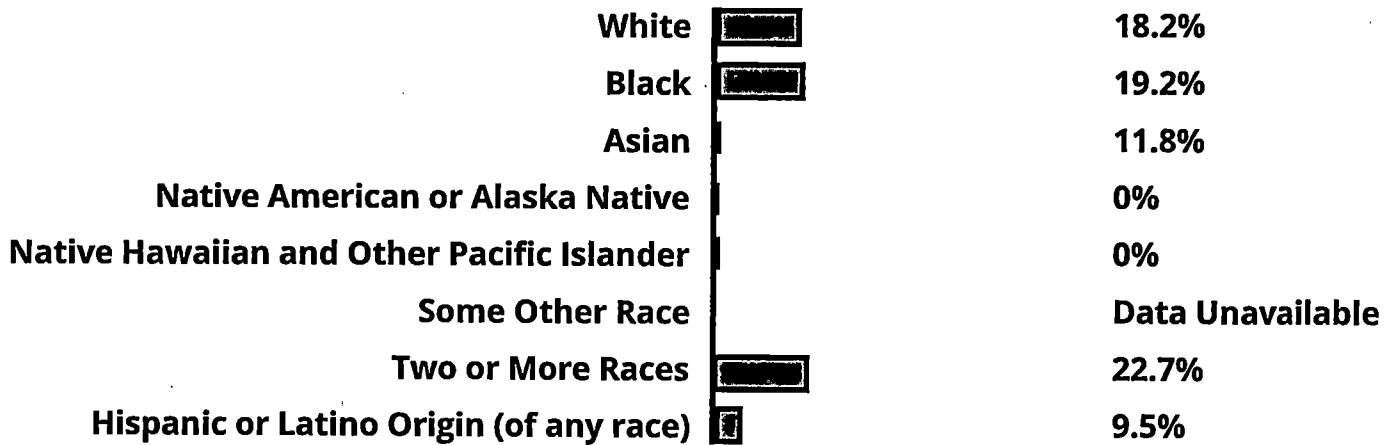 White 18.2%
Black 19.2%
Asian 11.8%
Native American or Alaska Native 0%
Native Hawaiian and Other Pacific Islander 0%
Some Other Race Data Unavailable
Two or More Races 22.7%
Hispanic or Latino Origin (of any race) 9.5%